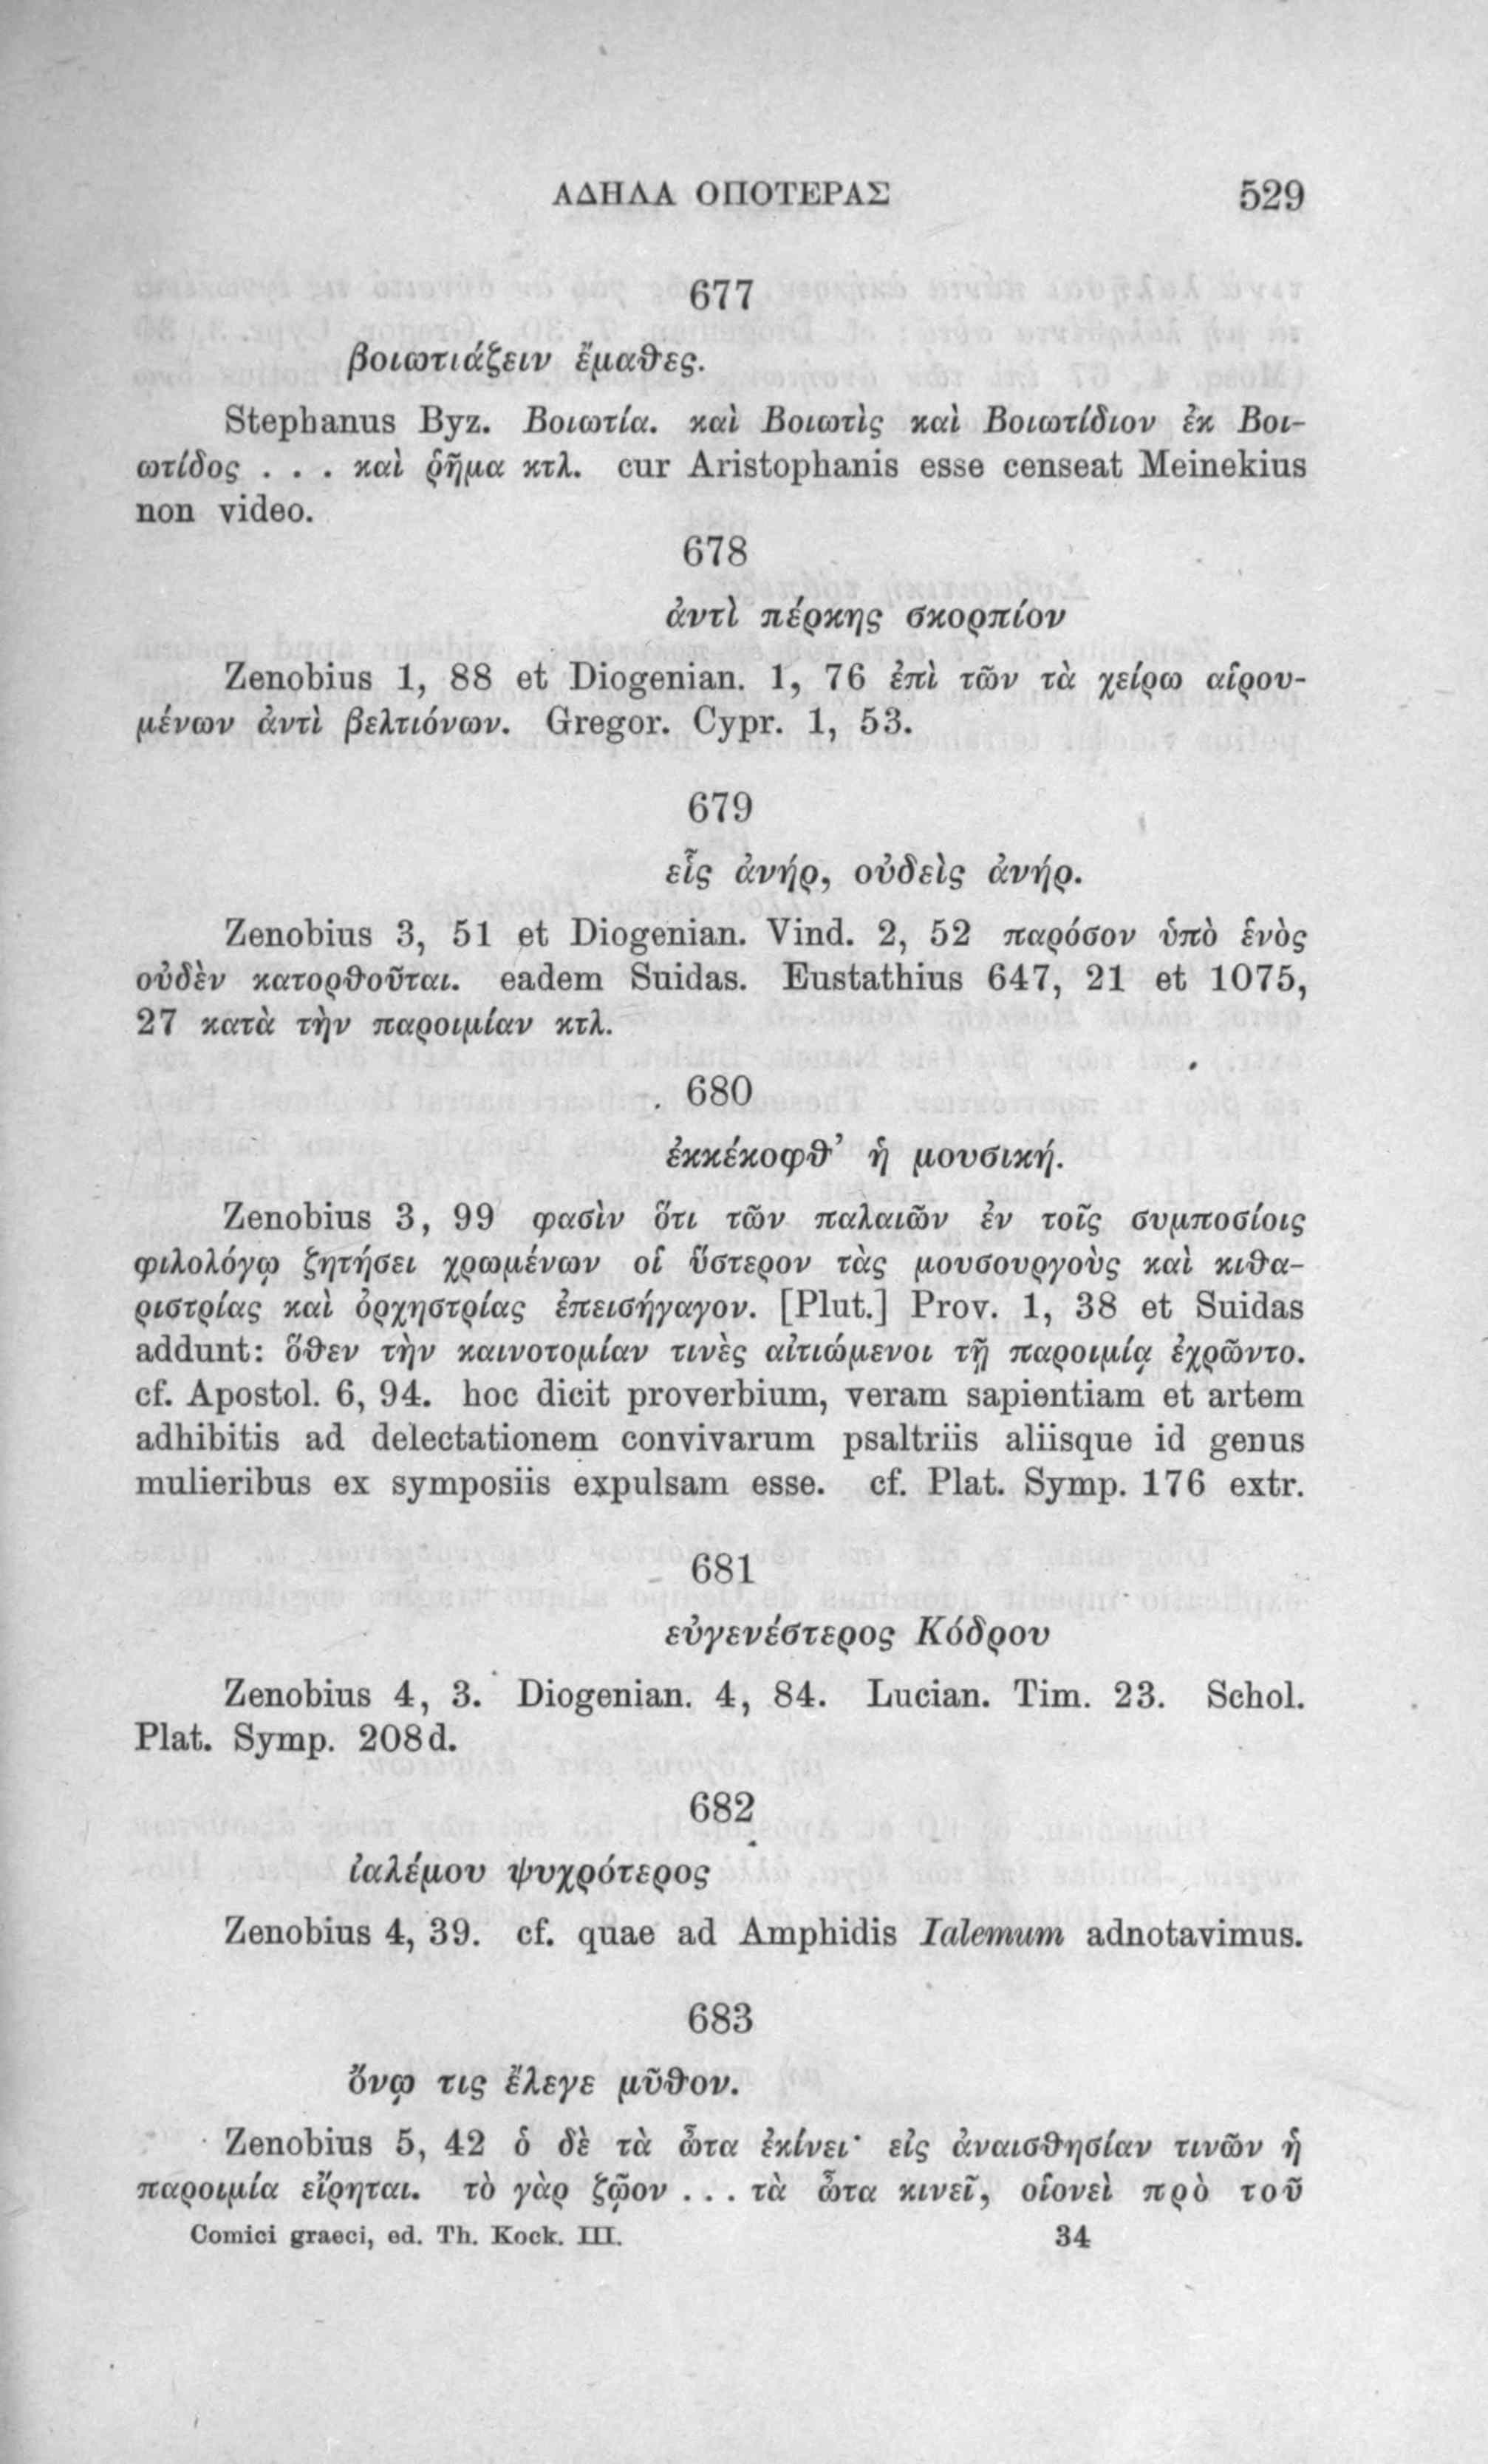 ΑΔΗΛΑ ΟΠΟΤΕΡΑΣ 529
677
βοιωτιάζειν ἔμαθες.
Stephanus Byz. Βοιωτία. καὶ Βοιωτὶς καὶ Βοιωτίδιον ἐκ Βοι-
ωτίδος . . . καὶ ῥῆμα κτλ. cur Aristophanis esse censeat Meinekius
non video.
678
ἀντὶ πέρκης σκορπίον
Zenobius 1, 88 et Diogenian. 1, 76 ἐπὶ τῶν τὰ χείρω αἱρου-
μένων ἀντὶ βελτιόνων. Gregor. Cypr. 1, 53.
679
εἷς ἀνήρ, οὐδεὶς ἀνήρ.
Zenobius 3, 51 et Diogenian. Vind. 2, 52 παρόσον ὑπὸ ἑνὸς
οὐδὲν κατορθοῦται. eadem Suidas. Eustathius 647, 21 et 1075,
27 κατὰ τὴν παροιμίαν κτλ.
680
ἐκκέκοφθ’ ἡ μουσική.
Zenobius 3, 99 φασὶν ὅτι τῶν παλαιῶν ἐν τοῖς συμποσίοις
φιλολόγῳ ζητήσει χρωμένων οἱ ὕστερον τὰς μουσουργοὺς καὶ κιθα-
ριστρίας καὶ ὀρχηστρίας ἐπεισήγαγον. [Plut.] Prov. 1, 38 et Suidas
addunt: ὅθεν τὴν καινοτομίαν τινὲς αἰτιώμενοι τῇ παροιμίᾳ ἐχρῶντο.
cf. Apostol. 6, 94. hoc dicit proverbium, veram sapientiam et artem
adhibitis ad delectationem convivarum psaltriis aliisque id genus
mulieribus ex symposiis expulsam esse. cf. Plat. Symp. 176 extr.
681
εὐγενέστερος Κόδρου
Zenobius 4, 3. Diogenian. 4, 84. Lucian. Tim. 23. Schol.
Plat. Symp. 208d.
682
ἰαλέμου ψυχρότερος
Zenobius 4, 39. cf. quae ad Amphidis Ialemum adnotavimus.
683
ὄνῳ τις ἔλεγε μῦθον.
Zenobius 5, 42 ὁ δὲ τὰ ὦτα ἐκίνει· εἰς ἀναισθησίαν τινῶν ἡ
παροιμία εἴρηται. τὸ γὰρ ζῷον . . . τὰ ὦτα κινεῖ, οἱονεὶ πρὸ τοῦ
Comici graeci, ed. Th. Kock. III. 34